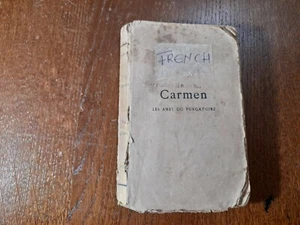 FRENCH
Carmen
LES AMES DU PURGATOIRE